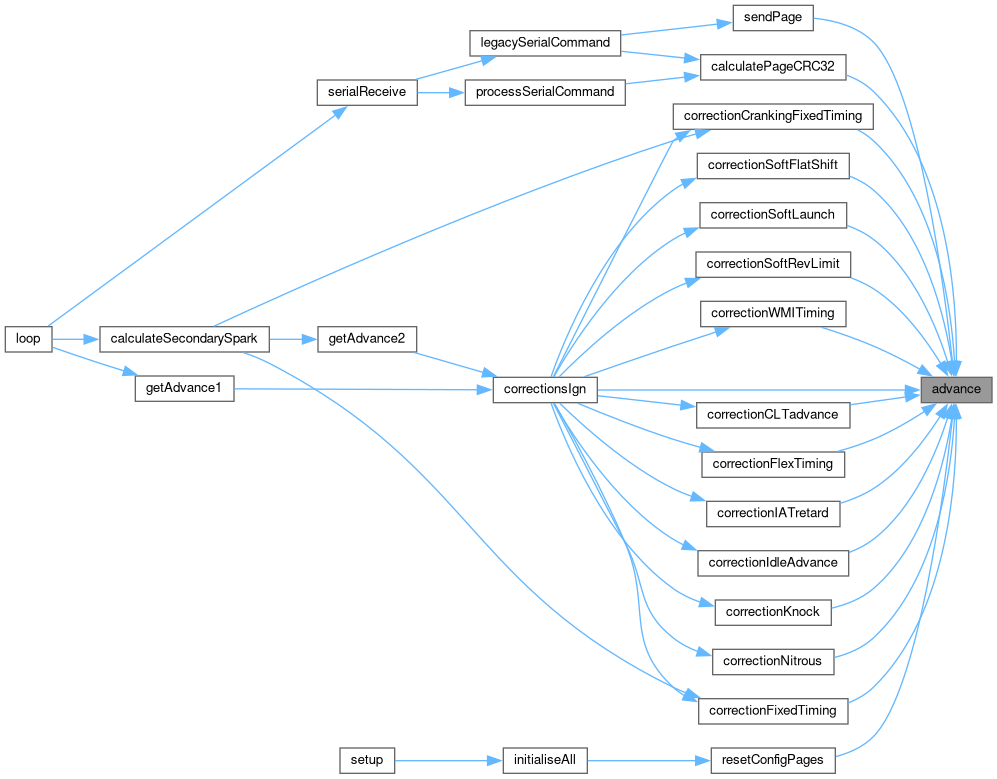 sendPage
legacySerialCommand
calculatePageCRC32
serialReceive
processSerialCommand
correctionCrankingFixedTiming
correctionSoftFlatShift
correctionSoftLaunch
correctionSoftRevLimit
correctionWMITiming
loop
calculateSecondarySpark
getAdvance2
getAdvance1
correctionsIgn
advance
correctionCLTadvance
correctionFlexTiming
correctionIATretard
correctionIdleAdvance
correctionKnock
correctionNitrous
correctionFixedTiming
setup
initialiseAll
resetConfigPages